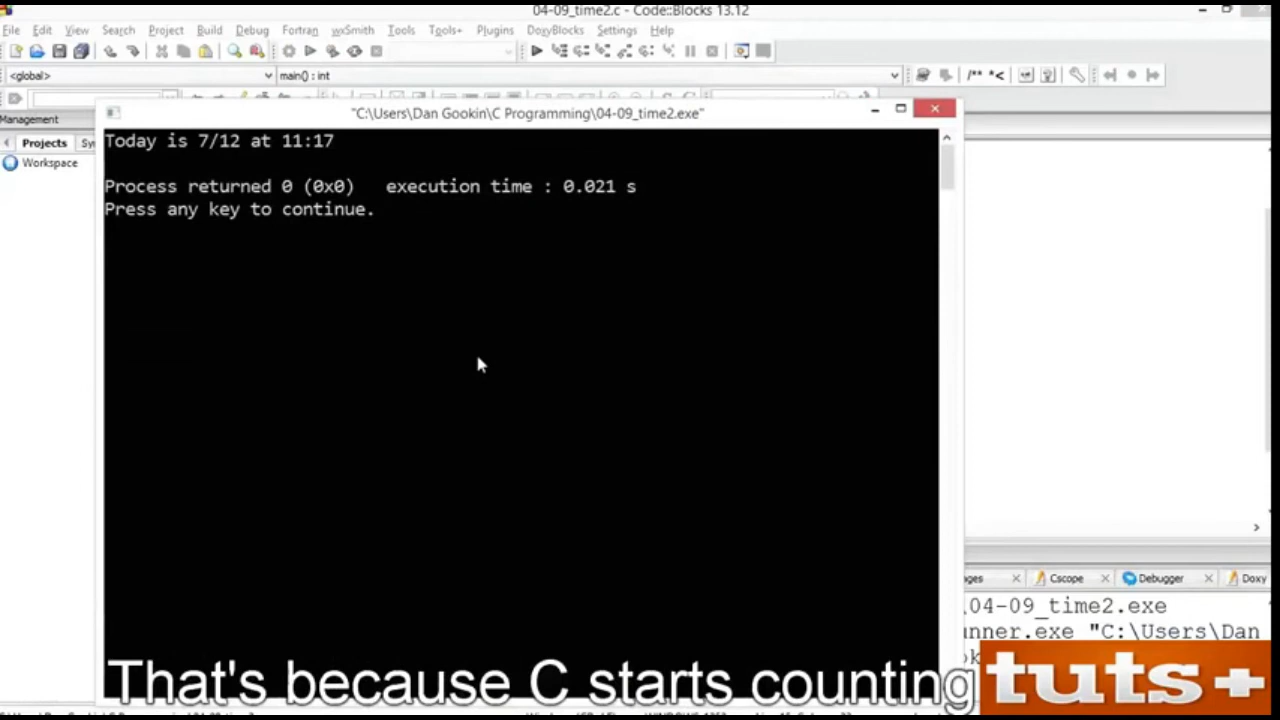 04-09_time2.c - Code::Blocks 13.12
File Edit View Search Project Build Debug Fortran wxSmith Tools Tools+ Plugins DoxyBlocks Settings Help
<global> main() : int
/** *<
Management
"C:\Users\Dan Gookin\C Programming\04-09_time2.exe"
Projects Sy
Workspace
Today is 7/12 at 11:17
Process returned 0 (0x0)   execution time : 0.021 s
Press any key to continue.
ages Cscope Debugger Doxy
\04-09_time2.exe
unner.exe "C:\Users\Dan
That's because C starts counting
tuts+